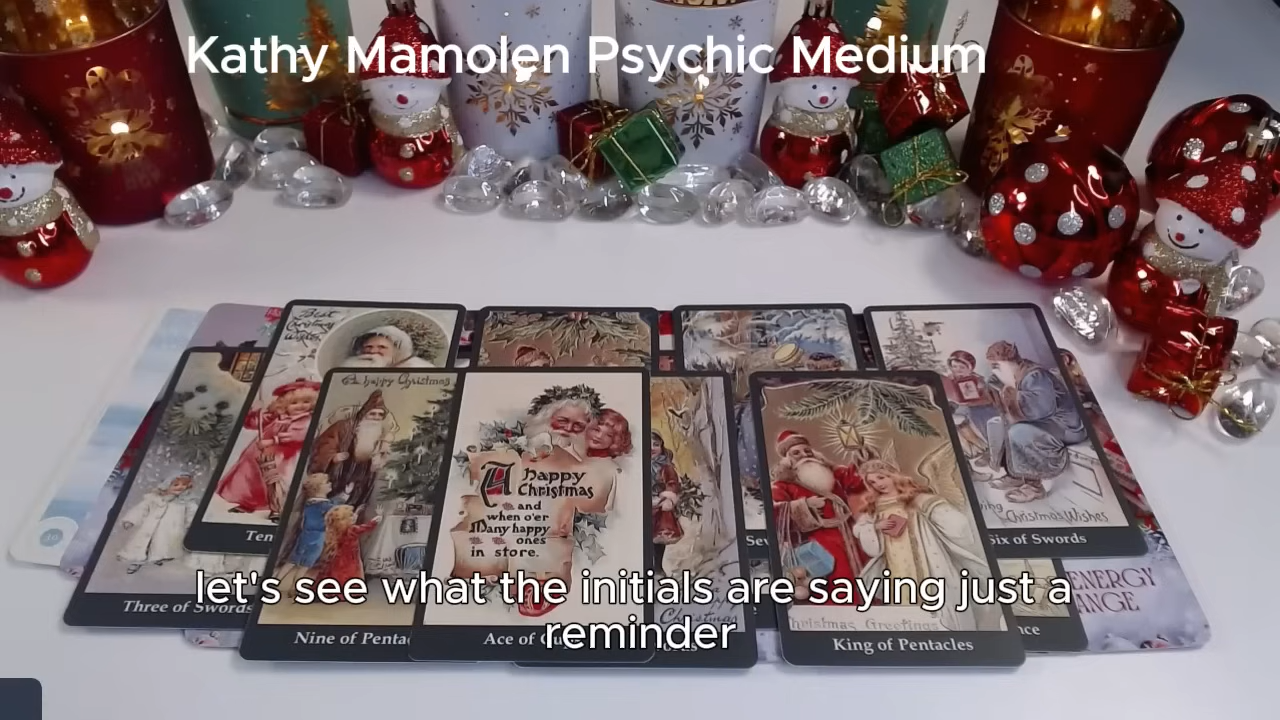 Kathy Mamolen Psychic Medium
Best
Christmas
Wishes
A happy Christmas
A happy
Christmas
and
when o'er
Many happy
ones
in store.
Christmas Wishes
Six of Swords
ENERGY
Three of Swords
Ten
Nine of Penta
Ace of
Christmas
Christmas Greetings
King of Pentacles
let's see what the initials are saying just a
reminder